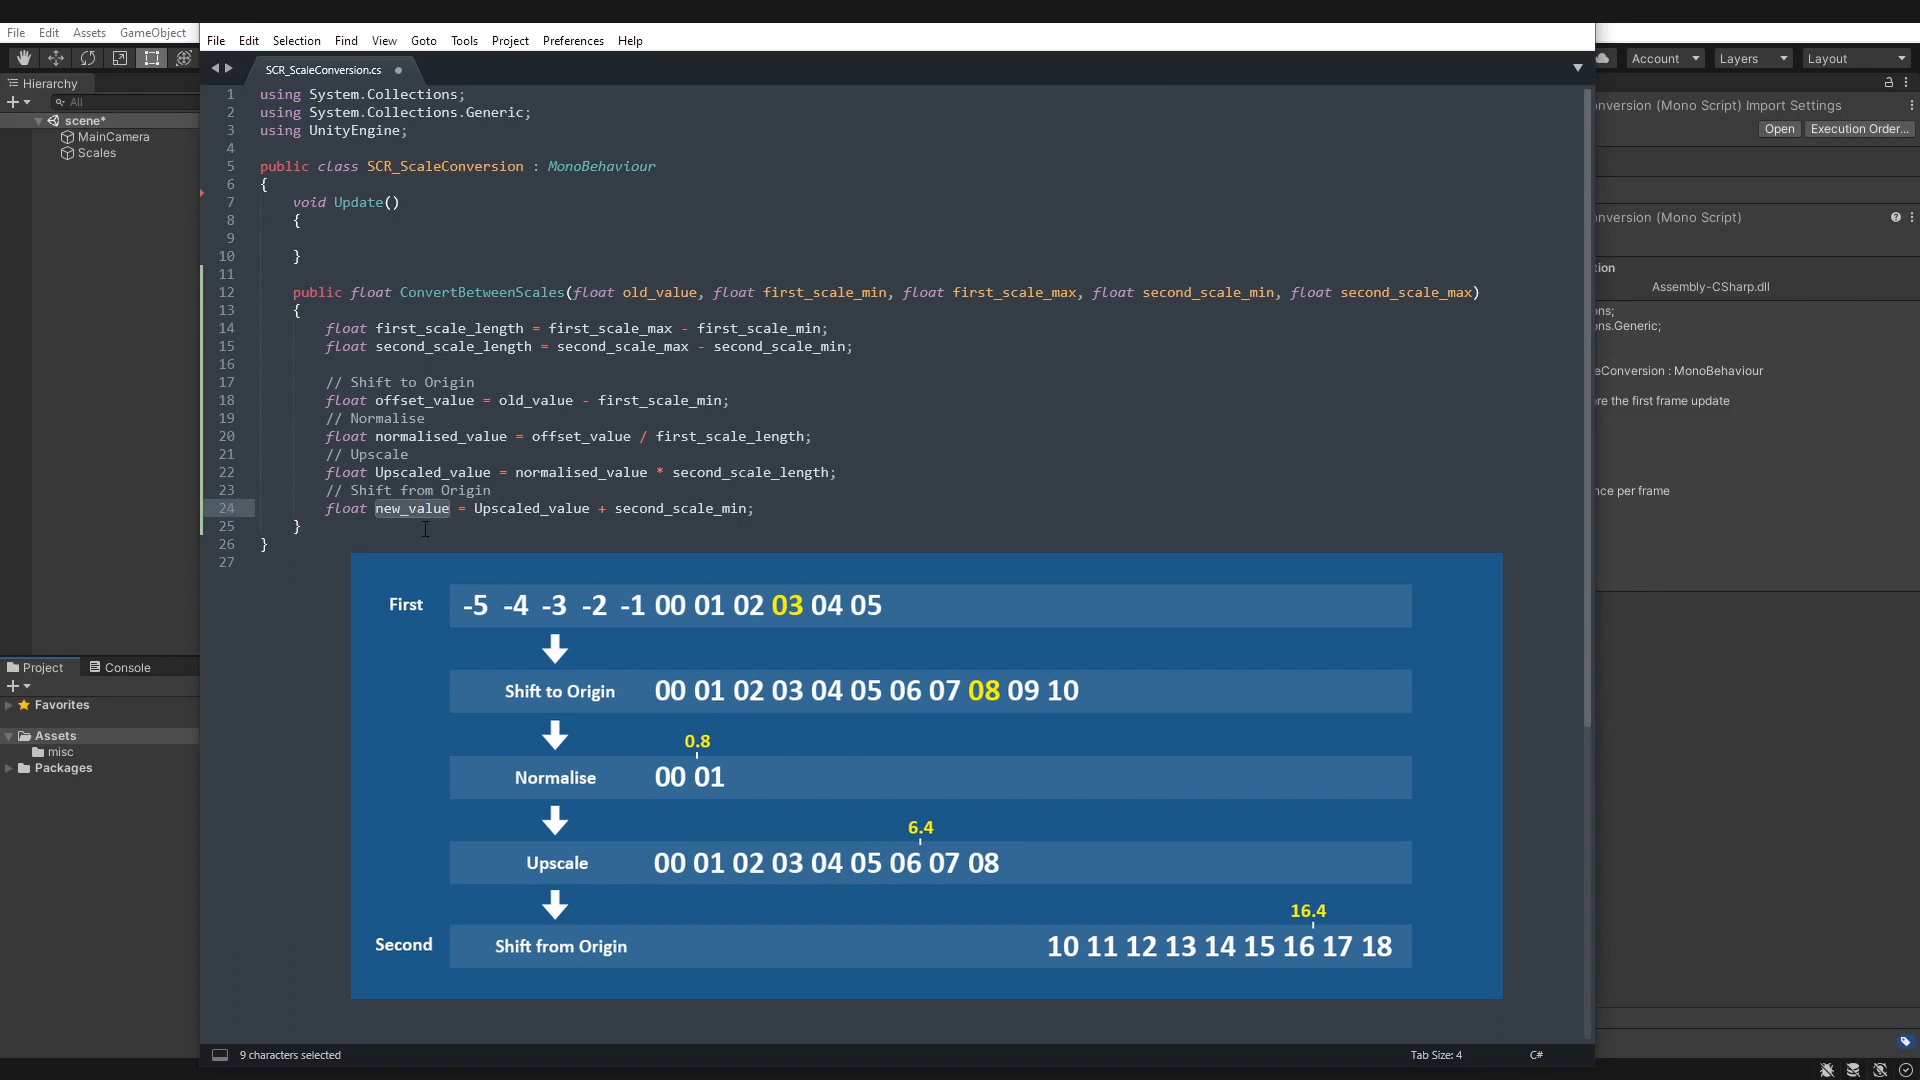 File Edit Assets GameObject
File Edit Selection Find View Goto Tools Project Preferences Help
Account Layers Layout
Hierarchy
All
scene*
MainCamera
Scales
SCR_ScaleConversion.cs
1 using System.Collections;
2 using System.Collections.Generic;
3 using UnityEngine;
4
5 public class SCR_ScaleConversion : MonoBehaviour
6 {
7 void Update()
8 {
9
10 }
11
12 public float ConvertBetweenScales(float old_value, float first_scale_min, float first_scale_max, float second_scale_min, float second_scale_max)
13 {
14 float first_scale_length = first_scale_max - first_scale_min;
15 float second_scale_length = second_scale_max - second_scale_min;
16
17 // Shift to Origin
18 float offset_value = old_value - first_scale_min;
19 // Normalise
20 float normalised_value = offset_value / first_scale_length;
21 // Upscale
22 float Upscaled_value = normalised_value * second_scale_length;
23 // Shift from Origin
24 float new_value = Upscaled_value + second_scale_min;
25 }
26 }
27
First -5 -4 -3 -2 -1 00 01 02 03 04 05
Shift to Origin 00 01 02 03 04 05 06 07 08 09 10
0.8
Normalise 00 01
6.4
Upscale 00 01 02 03 04 05 06 07 08
16.4
Second Shift from Origin 10 11 12 13 14 15 16 17 18
9 characters selected Tab Size: 4 C#
Project Console
Favorites
Assets
misc
Packages
nversion (Mono Script) Import Settings
Open Execution Order...
nversion (Mono Script)
tion
Assembly-CSharp.dll
ons;
ons.Generic;
eConversion : MonoBehaviour
re the first frame update
nce per frame